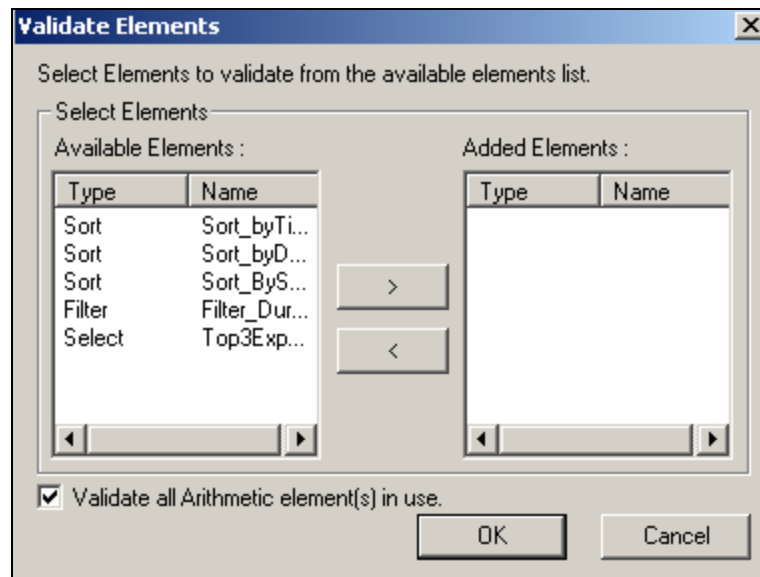 Validate Elements
Select Elements to validate from the available elements list.
Select Elements
Available Elements :
Type Name
Sort Sort_byTi...
Sort Sort_byD...
Sort Sort_ByS...
Filter Filter_Dur...
Select Top3Exp...
>
<
Added Elements :
Type Name
Validate all Arithmetic element(s) in use.
OK Cancel